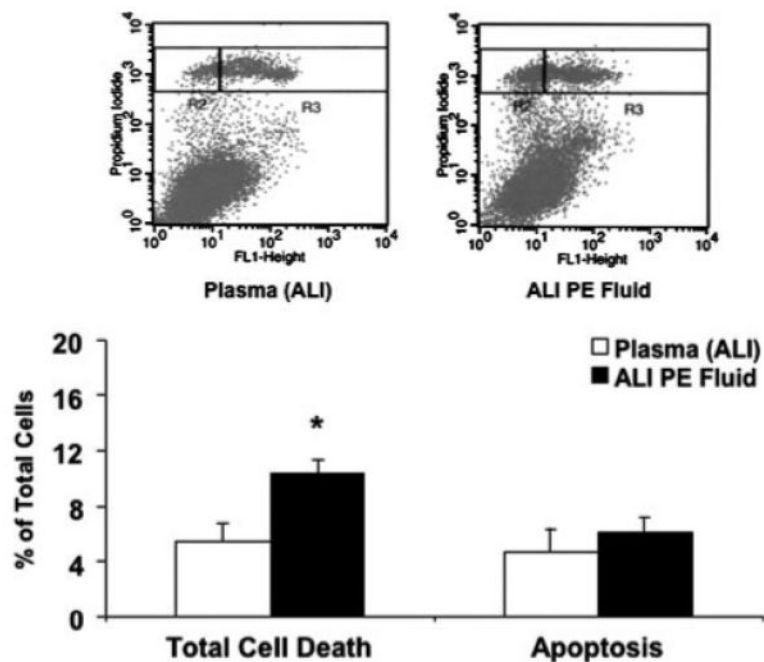 Propidium Iodide
10^4
10^3
10^2
10^1
10^0
R2
R3
10^0 10^1 10^2 10^3 10^4
FL1-Height
Plasma (ALI)
Propidium Iodide
10^4
10^3
10^2
10^1
10^0
R2
R3
10^0 10^1 10^2 10^3 10^4
FL1-Height
ALI PE Fluid
% of Total Cells
20
16
12
8
4
0
Plasma (ALI)
ALI PE Fluid
*
Total Cell Death
Apoptosis